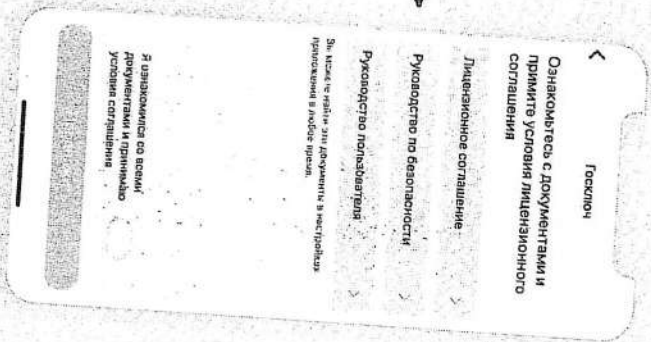 Госключ
Ознакомьтесь с документами и
примите условия лицензионного
соглашения
Лицензионное соглашение
Руководство по безопасности
Руководство пользователя
Вы можете найти эти документы в настройках
приложения в любое время.
Я ознакомился со всеми
документами и принимаю
условия соглашения